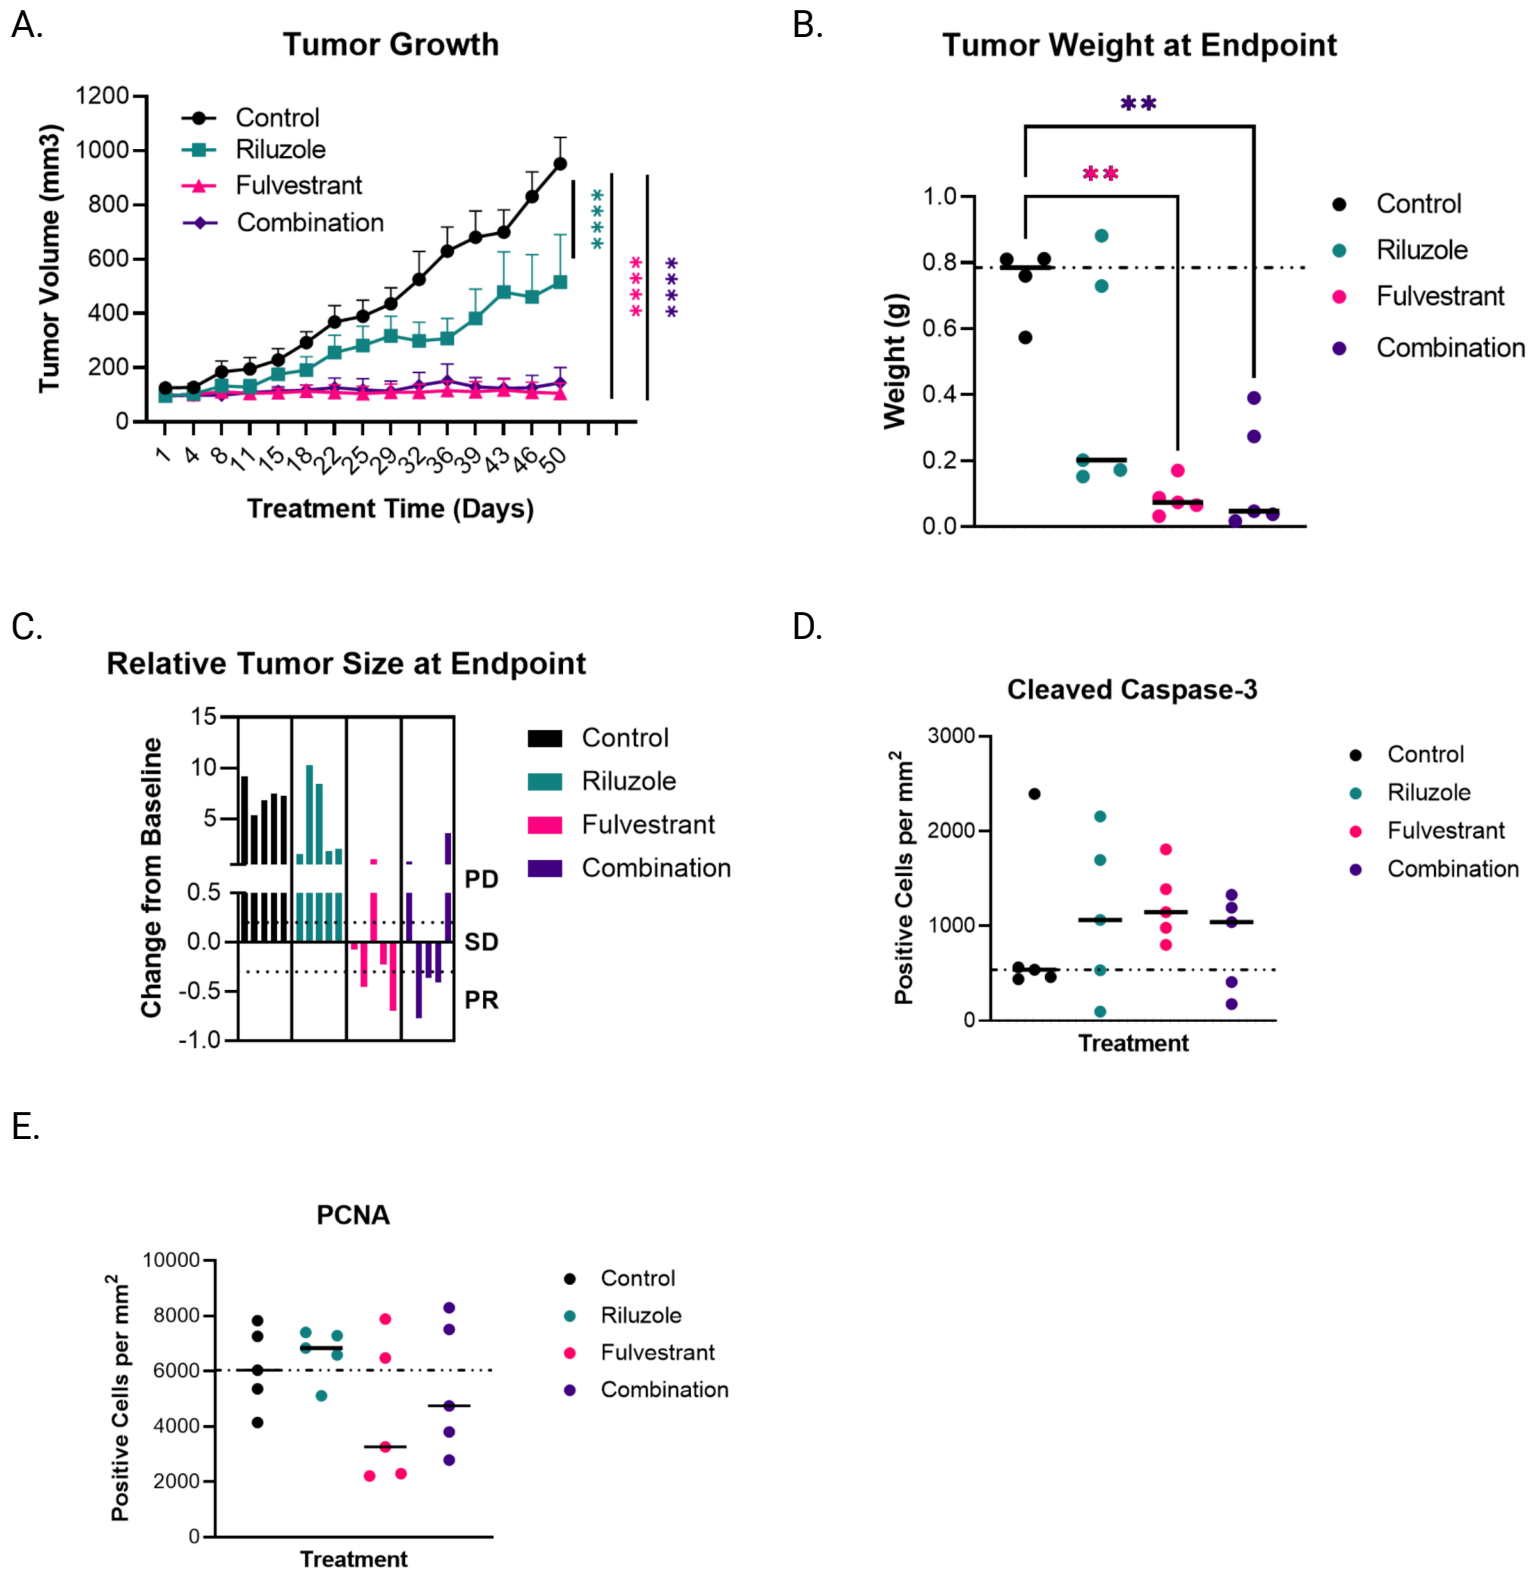 A.
Tumor Growth
Tumor Volume (mm3)
1200
1000
800
600
400
200
0
Control
Riluzole
Fulvestrant
Combination
****
****
****
1 4 8 11 15 18 22 25 29 32 36 39 43 46 50
Treatment Time (Days)
B.
Tumor Weight at Endpoint
**
**
Weight (g)
1.0
0.8
0.6
0.4
0.2
0.0
Control
Riluzole
Fulvestrant
Combination
C.
Relative Tumor Size at Endpoint
Change from Baseline
15
10
5
0.5
0.0
-0.5
-1.0
PD
SD
PR
Control
Riluzole
Fulvestrant
Combination
D.
Cleaved Caspase-3
Positive Cells per mm2
3000
2000
1000
0
Treatment
Control
Riluzole
Fulvestrant
Combination
E.
PCNA
Positive Cells per mm2
10000
8000
6000
4000
2000
0
Treatment
Control
Riluzole
Fulvestrant
Combination